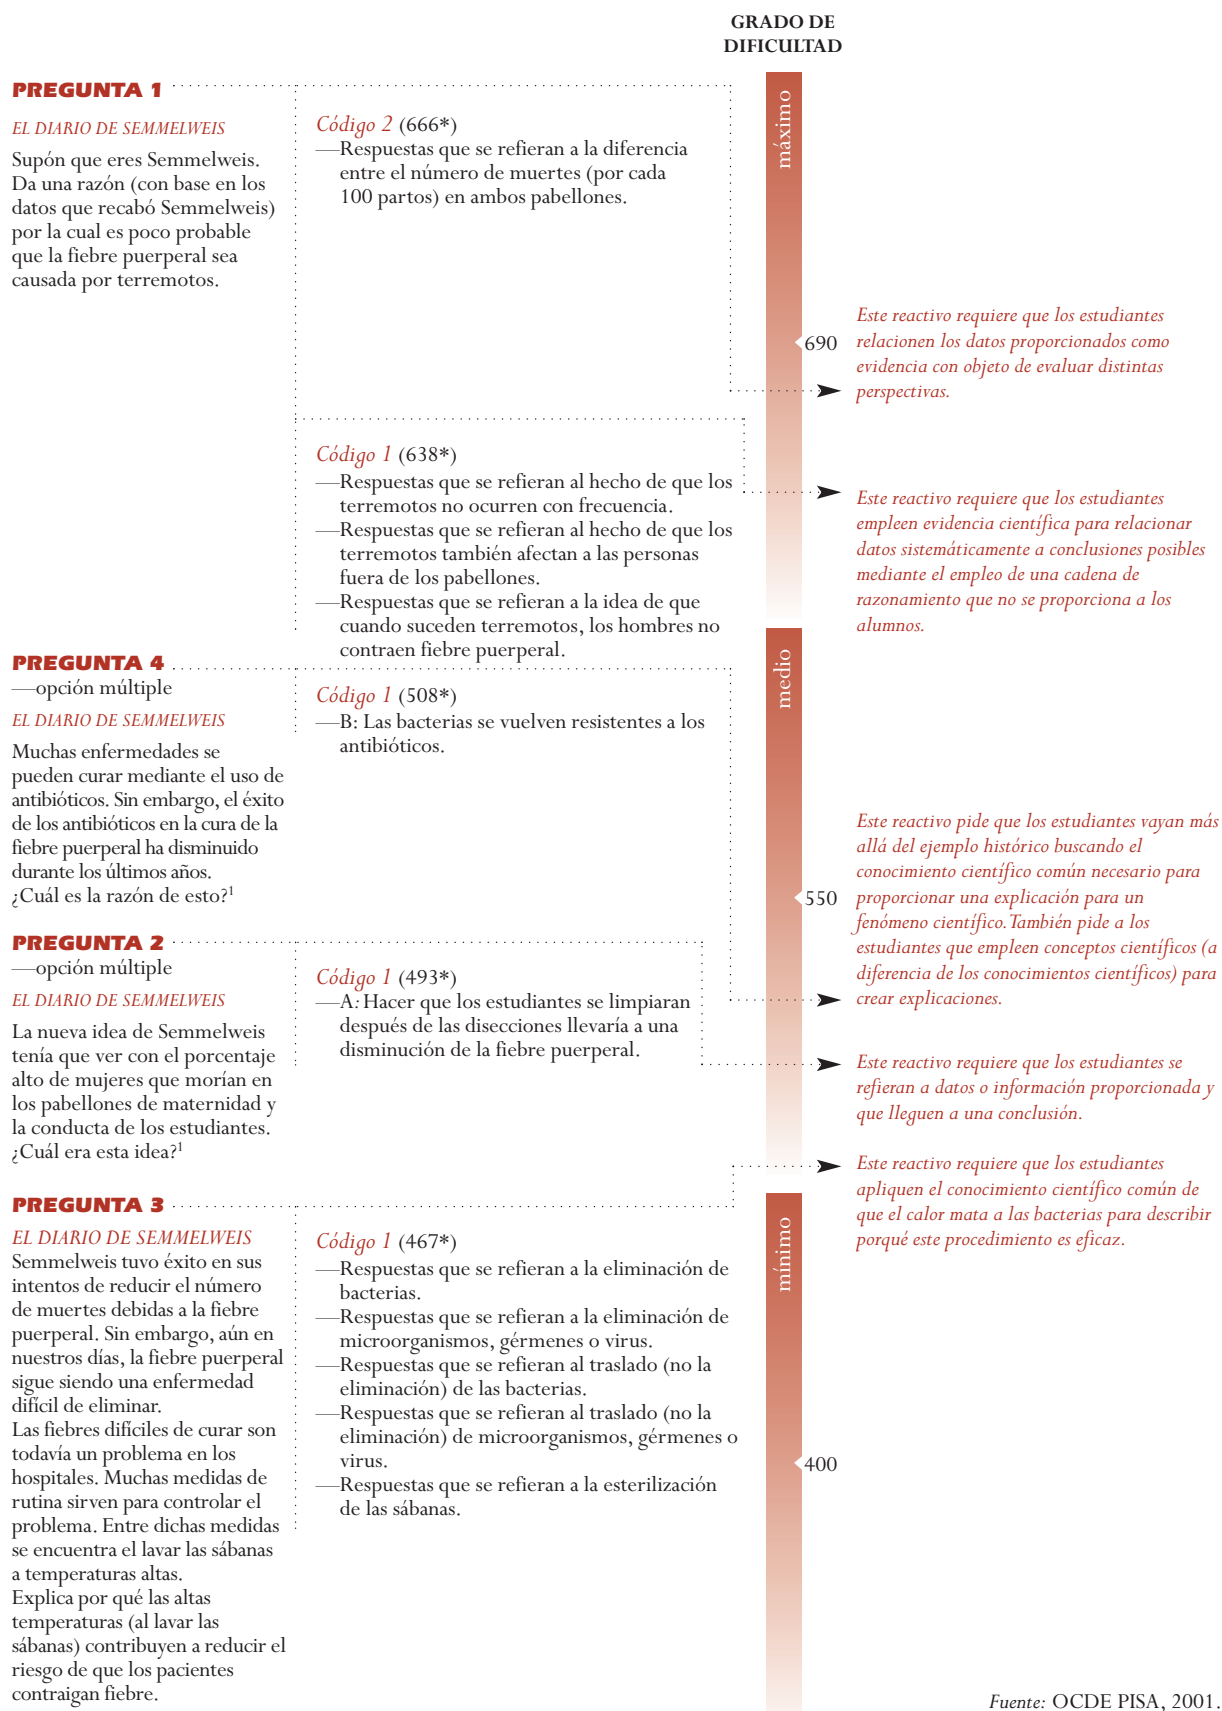 GRADO DE
DIFICULTAD
PREGUNTA 1
EL DIARIO DE SEMMELWEIS
Supón que eres Semmelweis.
Da una razón (con base en los
datos que recabó Semmelweis)
por la cual es poco probable
que la fiebre puerperal sea
causada por terremotos.
Código 2 (666*)
—Respuestas que se refieran a la diferencia
entre el número de muertes (por cada
100 partos) en ambos pabellones.
máximo
690
Este reactivo requiere que los estudiantes
relacionen los datos proporcionados como
evidencia con objeto de evaluar distintas
perspectivas.
Código 1 (638*)
—Respuestas que se refieran al hecho de que los
terremotos no ocurren con frecuencia.
—Respuestas que se refieran al hecho de que los
terremotos también afectan a las personas
fuera de los pabellones.
—Respuestas que se refieran a la idea de que
cuando suceden terremotos, los hombres no
contraen fiebre puerperal.
Este reactivo requiere que los estudiantes
empleen evidencia científica para relacionar
datos sistemáticamente a conclusiones posibles
mediante el empleo de una cadena de
razonamiento que no se proporciona a los
alumnos.
PREGUNTA 4
—opción múltiple
EL DIARIO DE SEMMELWEIS
Muchas enfermedades se
pueden curar mediante el uso de
antibióticos. Sin embargo, el éxito
de los antibióticos en la cura de la
fiebre puerperal ha disminuido
durante los últimos años.
¿Cuál es la razón de esto?¹
Código 1 (508*)
—B: Las bacterias se vuelven resistentes a los
antibióticos.
medio
550
Este reactivo pide que los estudiantes vayan más
allá del ejemplo histórico buscando el
conocimiento científico común necesario para
proporcionar una explicación para un
fenómeno científico. También pide a los
estudiantes que empleen conceptos científicos (a
diferencia de los conocimientos científicos) para
crear explicaciones.
PREGUNTA 2
—opción múltiple
EL DIARIO DE SEMMELWEIS
La nueva idea de Semmelweis
tenía que ver con el porcentaje
alto de mujeres que morían en
los pabellones de maternidad y
la conducta de los estudiantes.
¿Cuál era esta idea?¹
Código 1 (493*)
—A: Hacer que los estudiantes se limpiaran
después de las disecciones llevaría a una
disminución de la fiebre puerperal.
Este reactivo requiere que los estudiantes se
refieran a datos o información proporcionada y
que lleguen a una conclusión.
Este reactivo requiere que los estudiantes
apliquen el conocimiento científico común de
que el calor mata a las bacterias para describir
porqué este procedimiento es eficaz.
PREGUNTA 3
EL DIARIO DE SEMMELWEIS
Semmelweis tuvo éxito en sus
intentos de reducir el número
de muertes debidas a la fiebre
puerperal. Sin embargo, aún en
nuestros días, la fiebre puerperal
sigue siendo una enfermedad
difícil de eliminar.
Las fiebres difíciles de curar son
todavía un problema en los
hospitales. Muchas medidas de
rutina sirven para controlar el
problema. Entre dichas medidas
se encuentra el lavar las sábanas
a temperaturas altas.
Explica por qué las altas
temperaturas (al lavar las
sábanas) contribuyen a reducir el
riesgo de que los pacientes
contraigan fiebre.
Código 1 (467*)
—Respuestas que se refieran a la eliminación de
bacterias.
—Respuestas que se refieran a la eliminación de
microorganismos, gérmenes o virus.
—Respuestas que se refieran al traslado (no la
eliminación) de las bacterias.
—Respuestas que se refieran al traslado (no la
eliminación) de microorganismos, gérmenes o
virus.
—Respuestas que se refieran a la esterilización
de las sábanas.
mínimo
400
Fuente: OCDE PISA, 2001.